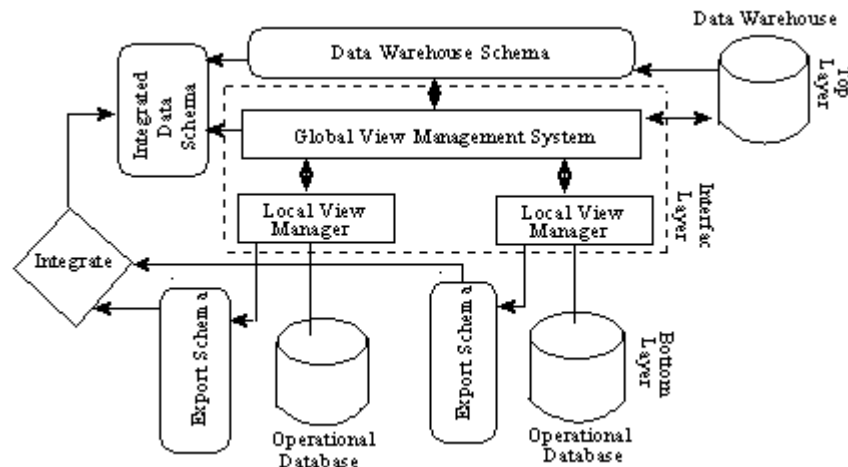 Data Warehouse
Data Warehouse Schema
Top
Layer
Integrated
Data
Schema
Global View Management System
Interfac
Layer
Local View
Manager
Local View
Manager
Integrate
Export Schema
Export Schema
Bottom
Layer
Operational
Database
Operational
Database